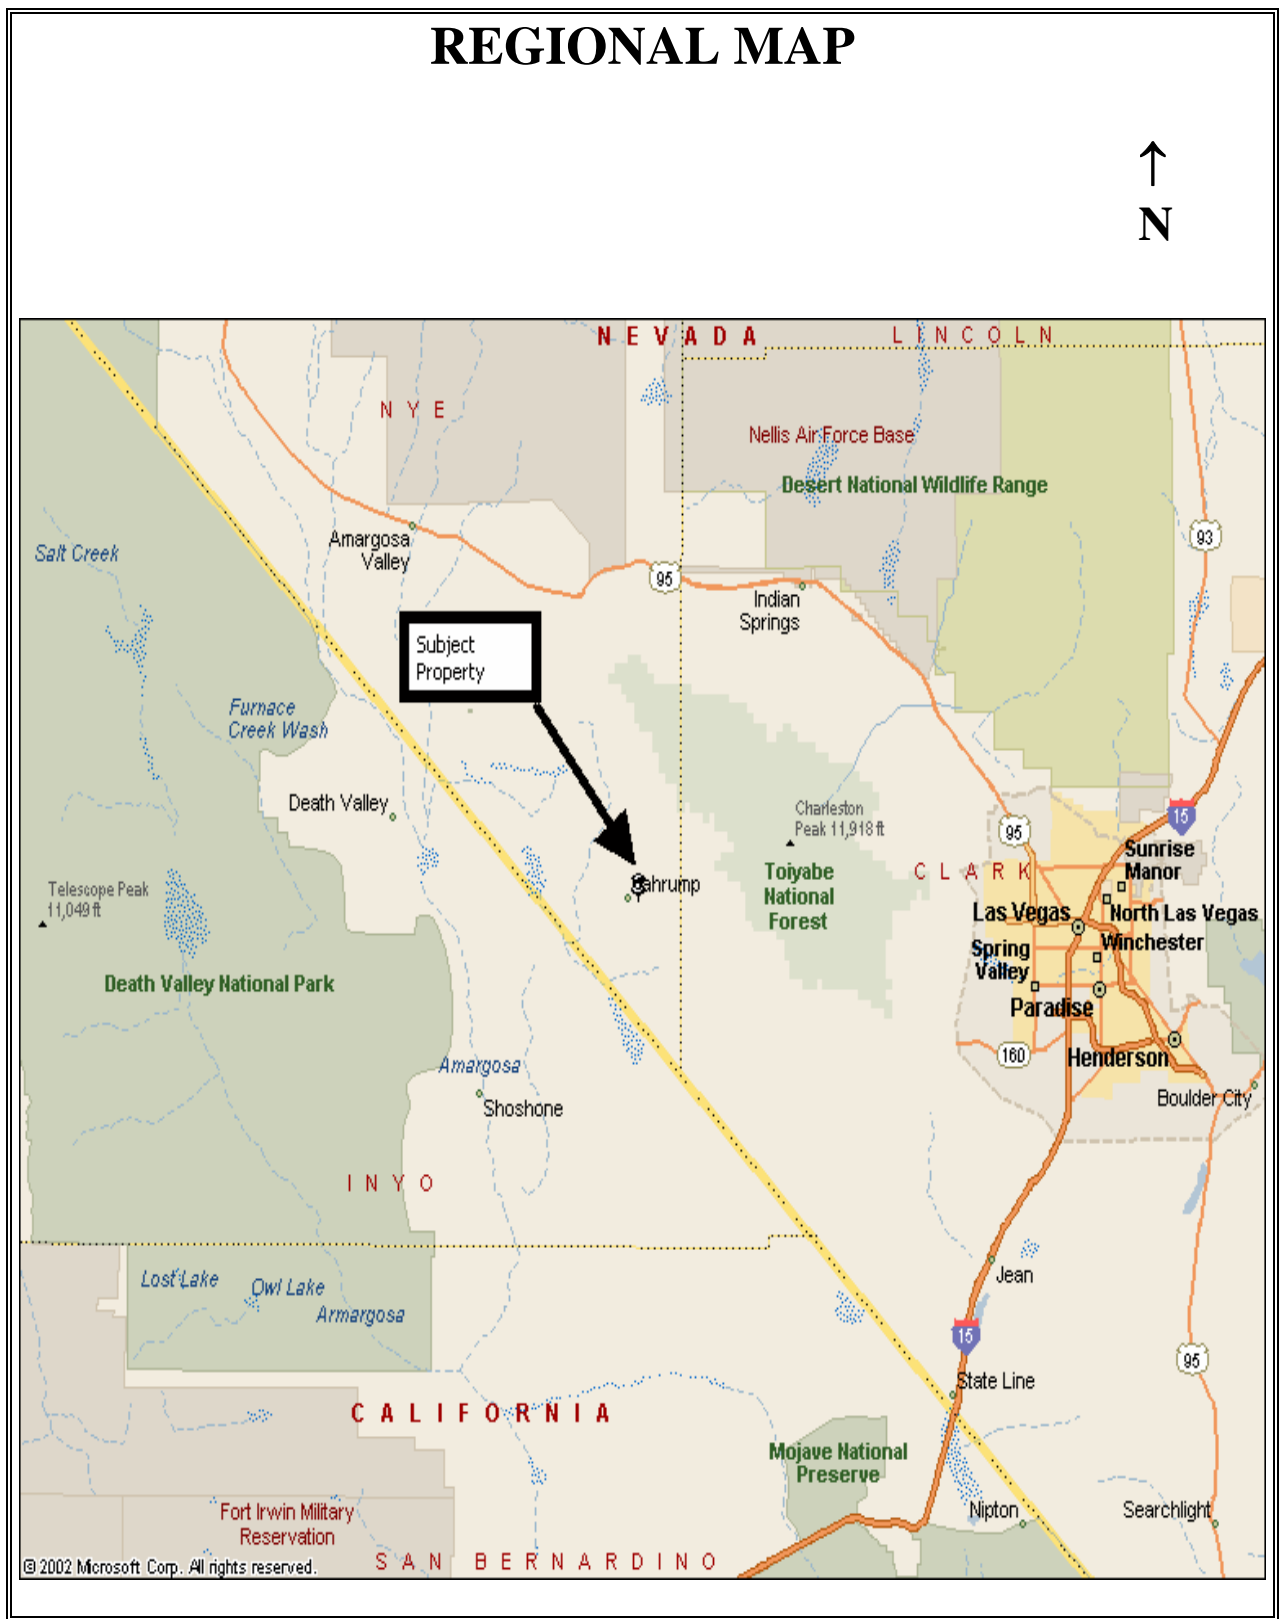 REGIONAL MAP
↑
N
NEVADA
LINCOLN
NYE
Nellis Air Force Base
Desert National Wildlife Range
Salt Creek
Amargosa
Valley
93
95
Indian
Springs
Subject
Property
Furnace
Creek Wash
Death Valley
Charleston
Peak 11,918 ft
15
95
Sunrise
Manor
Telescope Peak
11,049 ft
Toiyabe
National
Forest
CLARK
Las Vegas
North Las Vegas
Spring
Valley
Winchester
Death Valley National Park
Paradise
160
Henderson
Amargosa
Shoshone
Boulder City
INYO
Lost Lake
Owl Lake
Armargosa
Jean
15
95
State Line
CALIFORNIA
Mojave National
Preserve
Fort Irwin Military
Reservation
Nipton
Searchlight
© 2002 Microsoft Corp. All rights reserved.
SAN BERNARDINO